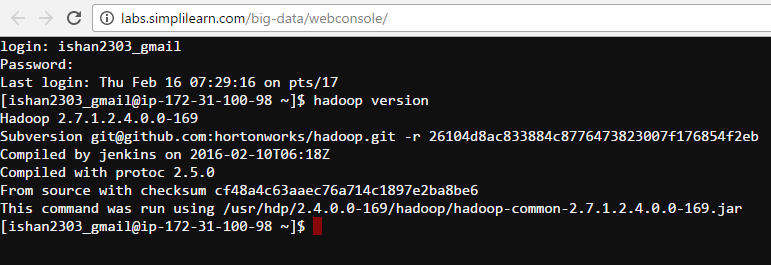 labs.simplilearn.com/big-data/webconsole/
login: ishan2303_gmail
Password:
Last login: Thu Feb 16 07:29:16 on pts/17
[ishan2303_gmail@ip-172-31-100-98 ~]$ hadoop version
Hadoop 2.7.1.2.4.0.0-169
Subversion git@github.com:hortonworks/hadoop.git -r 26104d8ac833884c8776473823007f176854f2eb
Compiled by jenkins on 2016-02-10T06:18Z
Compiled with protoc 2.5.0
From source with checksum cf48a4c63aaec76a714c1897e2ba8be6
This command was run using /usr/hdp/2.4.0.0-169/hadoop/hadoop-common-2.7.1.2.4.0.0-169.jar
[ishan2303_gmail@ip-172-31-100-98 ~]$